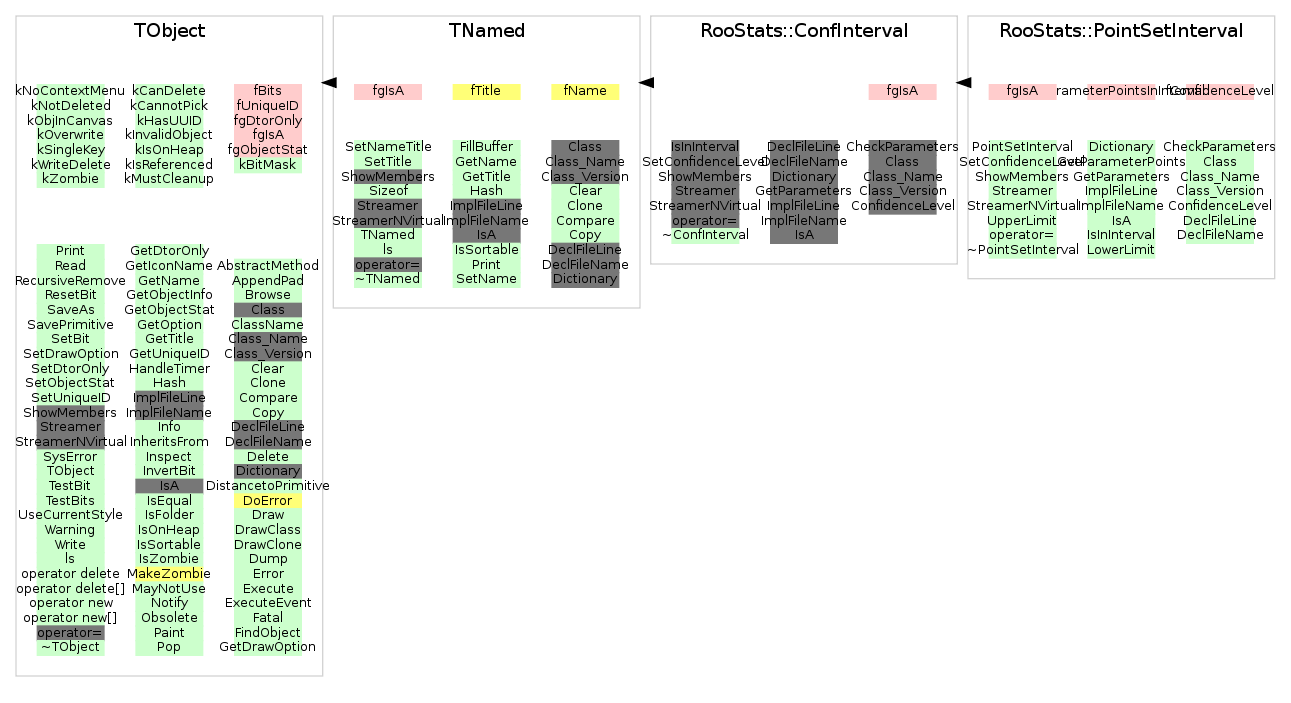 TObject
kNoContextMenu
kNotDeleted
kObjInCanvas
kOverwrite
kSingleKey
kWriteDelete
kZombie
kCanDelete
kCannotPick
kHasUUID
kInvalidObject
kIsOnHeap
kIsReferenced
kMustCleanup
fBits
fUniqueID
fgDtorOnly
fgIsA
fgObjectStat
kBitMask
Print
Read
RecursiveRemove
ResetBit
SaveAs
SavePrimitive
SetBit
SetDrawOption
SetDtorOnly
SetObjectStat
SetUniqueID
ShowMembers
Streamer
StreamerNVirtual
SysError
TObject
TestBit
TestBits
UseCurrentStyle
Warning
Write
ls
operator delete
operator delete[]
operator new
operator new[]
operator=
~TObject
GetDtorOnly
GetIconName
GetName
GetObjectInfo
GetObjectStat
GetOption
GetTitle
GetUniqueID
HandleTimer
Hash
ImplFileLine
ImplFileName
Info
InheritsFrom
Inspect
InvertBit
IsA
IsEqual
IsFolder
IsOnHeap
IsSortable
IsZombie
MakeZombie
MayNotUse
Notify
Obsolete
Paint
Pop
AbstractMethod
AppendPad
Browse
Class
ClassName
Class_Name
Class_Version
Clear
Clone
Compare
Copy
DeclFileLine
DeclFileName
Delete
Dictionary
DistancetoPrimitive
DoError
Draw
DrawClass
DrawClone
Dump
Error
Execute
ExecuteEvent
Fatal
FindObject
GetDrawOption
TNamed
fgIsA
fTitle
fName
SetNameTitle
SetTitle
ShowMembers
Sizeof
Streamer
StreamerNVirtual
TNamed
ls
operator=
~TNamed
FillBuffer
GetName
GetTitle
Hash
ImplFileLine
ImplFileName
IsA
IsSortable
Print
SetName
Class
Class_Name
Class_Version
Clear
Clone
Compare
Copy
DeclFileLine
DeclFileName
Dictionary
RooStats::ConfInterval
fgIsA
IsInInterval
SetConfidenceLevel
ShowMembers
Streamer
StreamerNVirtual
operator=
~ConfInterval
DeclFileLine
DeclFileName
Dictionary
GetParameters
ImplFileLine
ImplFileName
IsA
CheckParameters
Class
Class_Name
Class_Version
ConfidenceLevel
RooStats::PointSetInterval
fgIsA
PointSetInterval
SetConfidenceLevel
ShowMembers
Streamer
StreamerNVirtual
UpperLimit
operator=
~PointSetInterval
Dictionary
GetParameterPoints
GetParameters
ImplFileLine
ImplFileName
IsA
IsInInterval
LowerLimit
CheckParameters
Class
Class_Name
Class_Version
ConfidenceLevel
DeclFileLine
DeclFileName